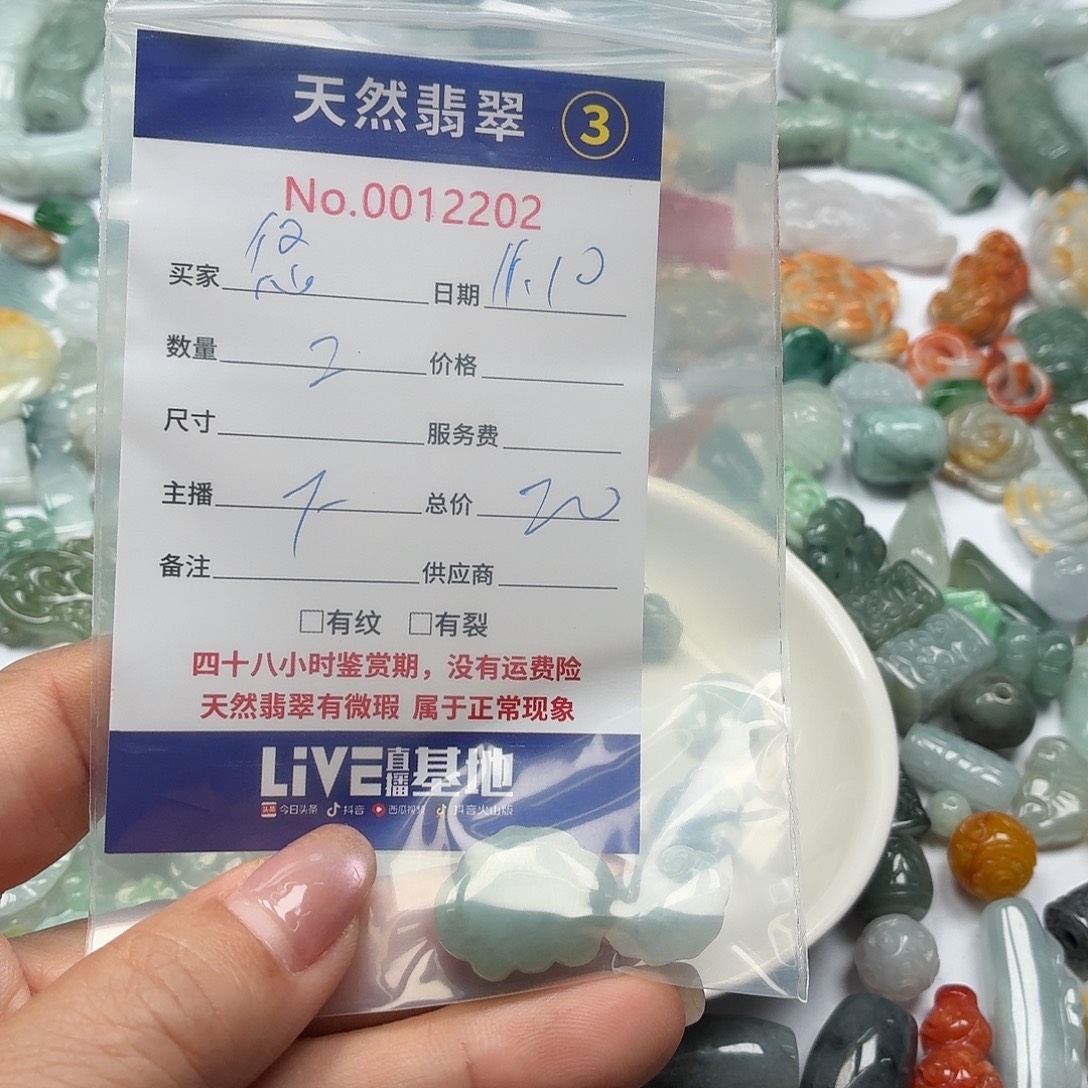 天然翡翠 ③
No.0012202
买家 悠 日期 11.10
数量 2 价格
尺寸 服务费
主播 总价 20
备注 供应商
□有纹 □有裂
四十八小时鉴赏期，没有运费险
天然翡翠有微瑕 属于正常现象
LiVE直播基地
头条 今日头条 抖音 西瓜视频 抖音火山版